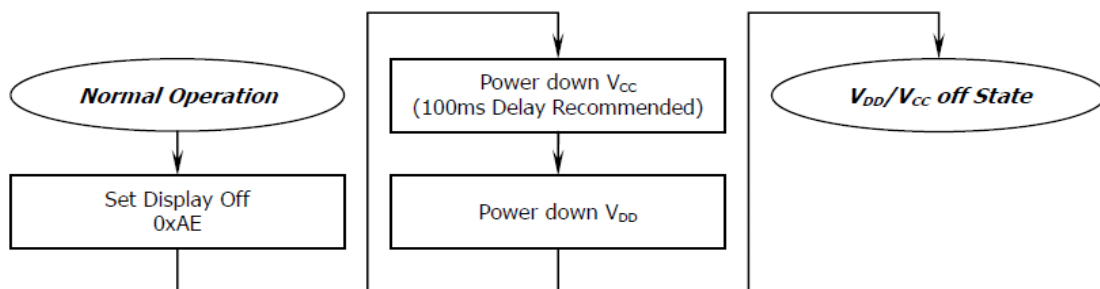 Normal Operation
Set Display Off
0xAE
Power down VCC
(100ms Delay Recommended)
Power down VDD
VDD/VCC off State